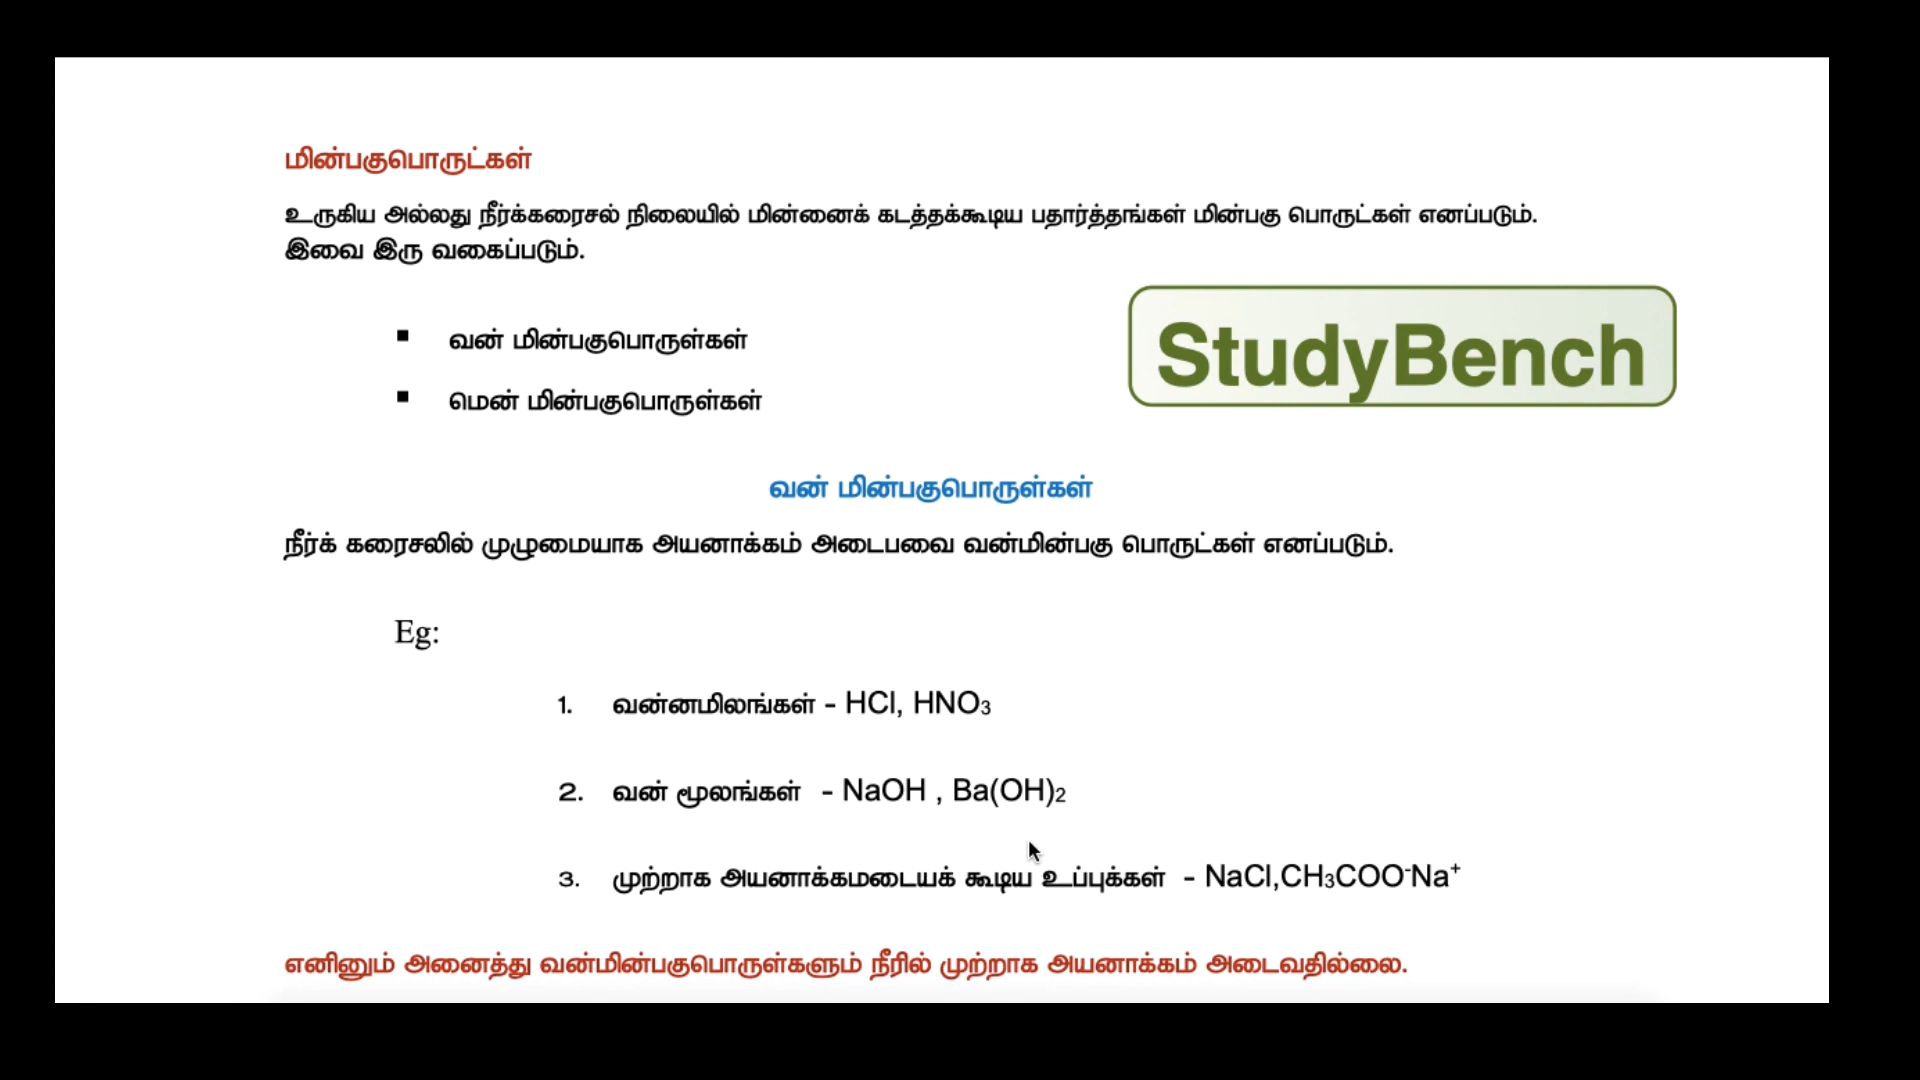 மின்பகுபொருட்கள்
உருகிய அல்லது நீர்க்கரைசல் நிலையில் மின்னைக் கடத்தக்கூடிய பதார்த்தங்கள் மின்பகு பொருட்கள் எனப்படும்.
இவை இரு வகைப்படும்.
▪ வன் மின்பகுபொருள்கள்
▪ மென் மின்பகுபொருள்கள்
StudyBench
வன் மின்பகுபொருள்கள்
நீர்க் கரைசலில் முழுமையாக அயனாக்கம் அடைபவை வன்மின்பகு பொருட்கள் எனப்படும்.
Eg:
1. வன்னமிலங்கள் - HCl, HNO₃
2. வன் மூலங்கள் - NaOH , Ba(OH)₂
3. முற்றாக அயனாக்கமடையக் கூடிய உப்புக்கள் - NaCl,CH₃COO⁻Na⁺
எனினும் அனைத்து வன்மின்பகுபொருள்களும் நீரில் முற்றாக அயனாக்கம் அடைவதில்லை.